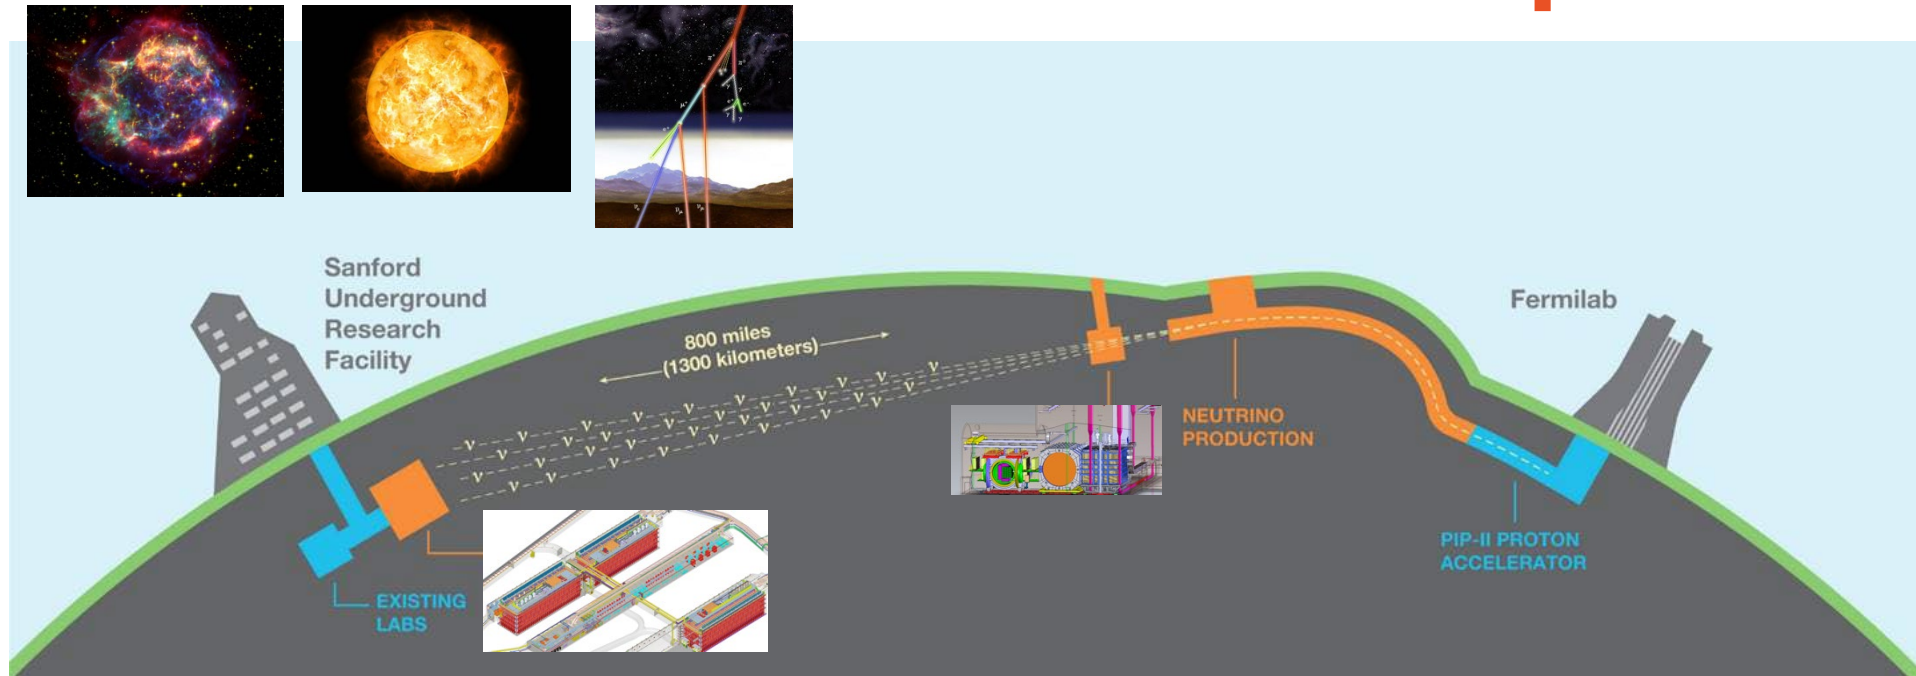 Sanford
Underground
Research
Facility
800 miles
(1300 kilometers)
Fermilab
NEUTRINO
PRODUCTION
PIP-II PROTON
ACCELERATOR
EXISTING
LABS
ν ν ν ν ν ν ν ν ν
ν ν ν ν ν ν ν ν
ν ν ν ν ν ν ν
ν ν ν ν ν ν